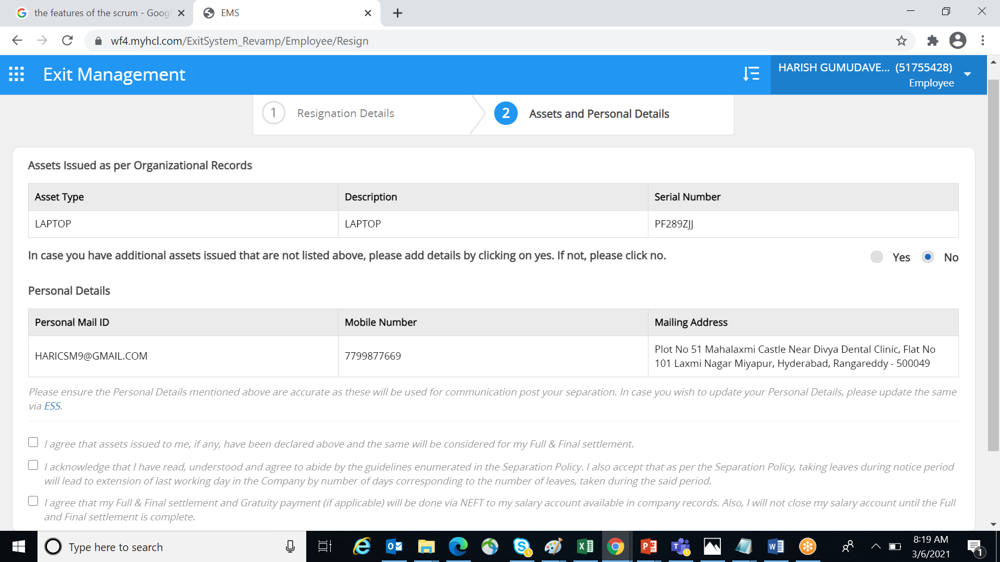 the features of the scrum - Goog
EMS
wf4.myhcl.com/ExitSystem_Revamp/Employee/Resign
Exit Management
HARISH GUMUDAVE... (51755428)
Employee
1 Resignation Details
2 Assets and Personal Details
Assets Issued as per Organizational Records
Asset Type Description Serial Number
LAPTOP LAPTOP PF289ZJJ
In case you have additional assets issued that are not listed above, please add details by clicking on yes. If not, please click no.
Yes No
Personal Details
Personal Mail ID Mobile Number Mailing Address
HARICSM9@GMAIL.COM 7799877669 Plot No 51 Mahalaxmi Castle Near Divya Dental Clinic, Flat No
101 Laxmi Nagar Miyapur, Hyderabad, Rangareddy - 500049
Please ensure the Personal Details mentioned above are accurate as these will be used for communication post your separation. In case you wish to update your Personal Details, please update the same
via ESS.
I agree that assets issued to me, if any, have been declared above and the same will be considered for my Full & Final settlement.
I acknowledge that I have read, understood and agree to abide by the guidelines enumerated in the Separation Policy. I also accept that as per the Separation Policy, taking leaves during notice period
will lead to extension of last working day in the Company by number of days corresponding to the number of leaves, taken during the said period.
I agree that my Full & Final settlement and Gratuity payment (if applicable) will be done via NEFT to my salary account available in company records. Also, I will not close my salary account until the Full
and Final settlement is complete.
Type here to search
8:19 AM
3/6/2021
1